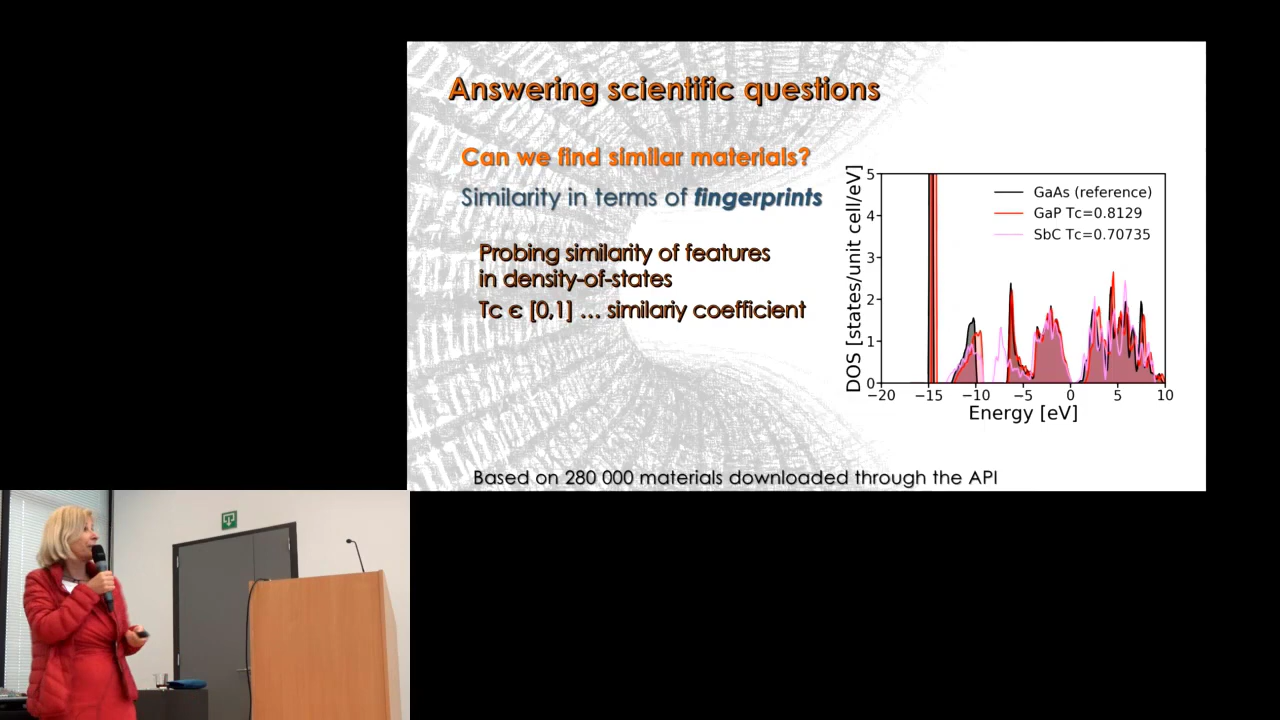 Answering scientific questions
Can we find similar materials?
Similarity in terms of fingerprints
Probing similarity of features
in density-of-states
Tc є [0,1] ... similariy coefficient
DOS [states/unit cell/eV]
5
4
3
2
1
0
GaAs (reference)
GaP Tc=0.8129
SbC Tc=0.70735
−20 −15 −10 −5 0 5 10
Energy [eV]
Based on 280 000 materials downloaded through the API